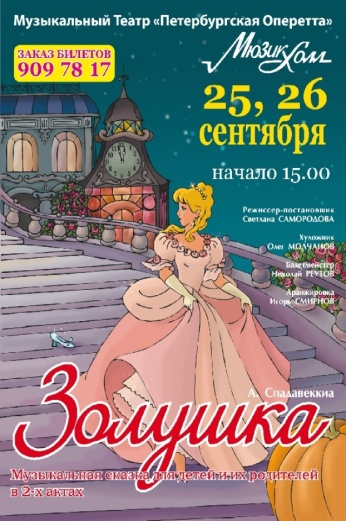 Музыкальный Театр «Петербургская Оперетта»
ЗАКАЗ БИЛЕТОВ
909 78 17
Мюзик Холл
25, 26
сентября
начало 15.00
Режиссер-постановщик
Светлана САМОРОДОВА
Художник
Олег МОЛЧАНОВ
Балетмейстер
Николай РЕУТОВ
Аранжировка
Игорь СМИРНОВ
А. Спадавеккиа
Золушка
Музыкальная сказка для детей и их родителей
в 2-х актах